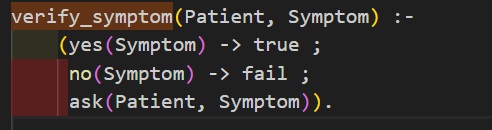 verify_symptom(Patient, Symptom) :-
(yes(Symptom) -> true ;
no(Symptom) -> fail ;
ask(Patient, Symptom)).